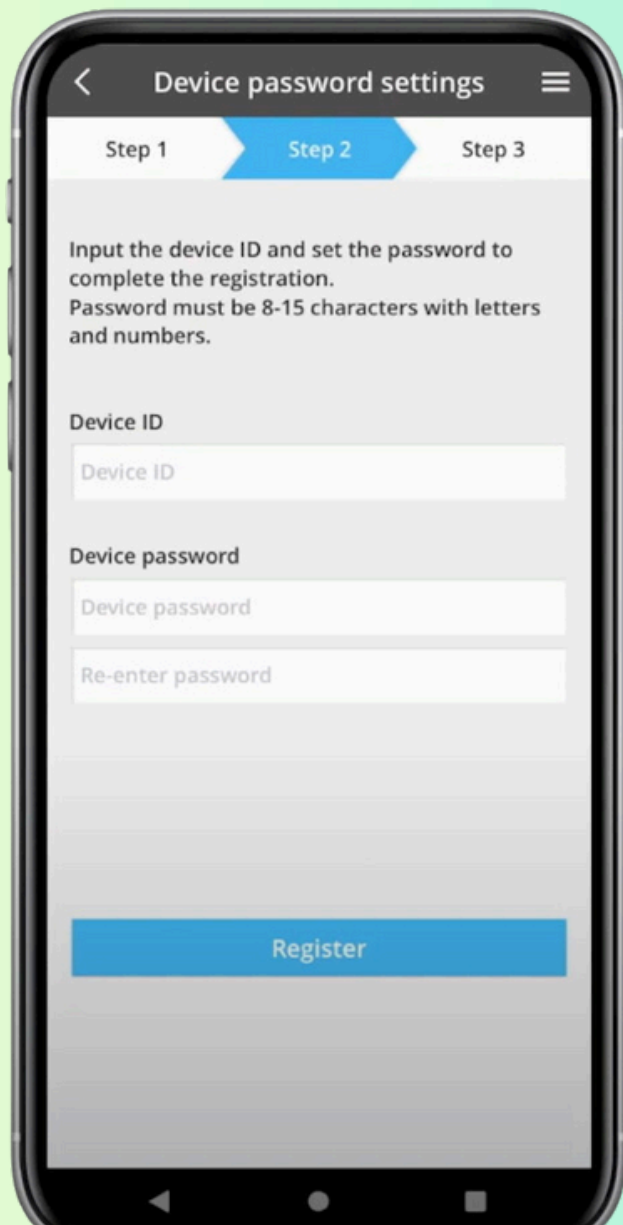 Device password settings
Step 1
Step 2
Step 3
Input the device ID and set the password to
complete the registration.
Password must be 8-15 characters with letters
and numbers.
Device ID
Device ID
Device password
Device password
Re-enter password
Register